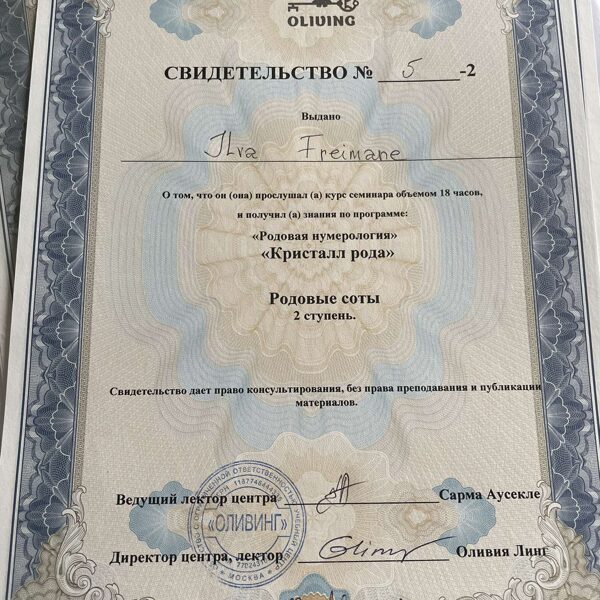 OLIVING
СВИДЕТЕЛЬСТВО № 5 -2
Выдано
Ilva Freimane
О том, что он (она) прослушал (а) курс семинара объемом 18 часов,
и получил (а) знания по программе:
«Родовая нумерология»
«Кристалл рода»
Родовые соты
2 ступень.
Свидетельство дает право консультирования, без права преподавания и публикации
материалов.
Ведущий лектор центра Сарма Аусекле
«ОЛИВИНГ»
Директор центра, лектор Оливия Линг
МОСКВА